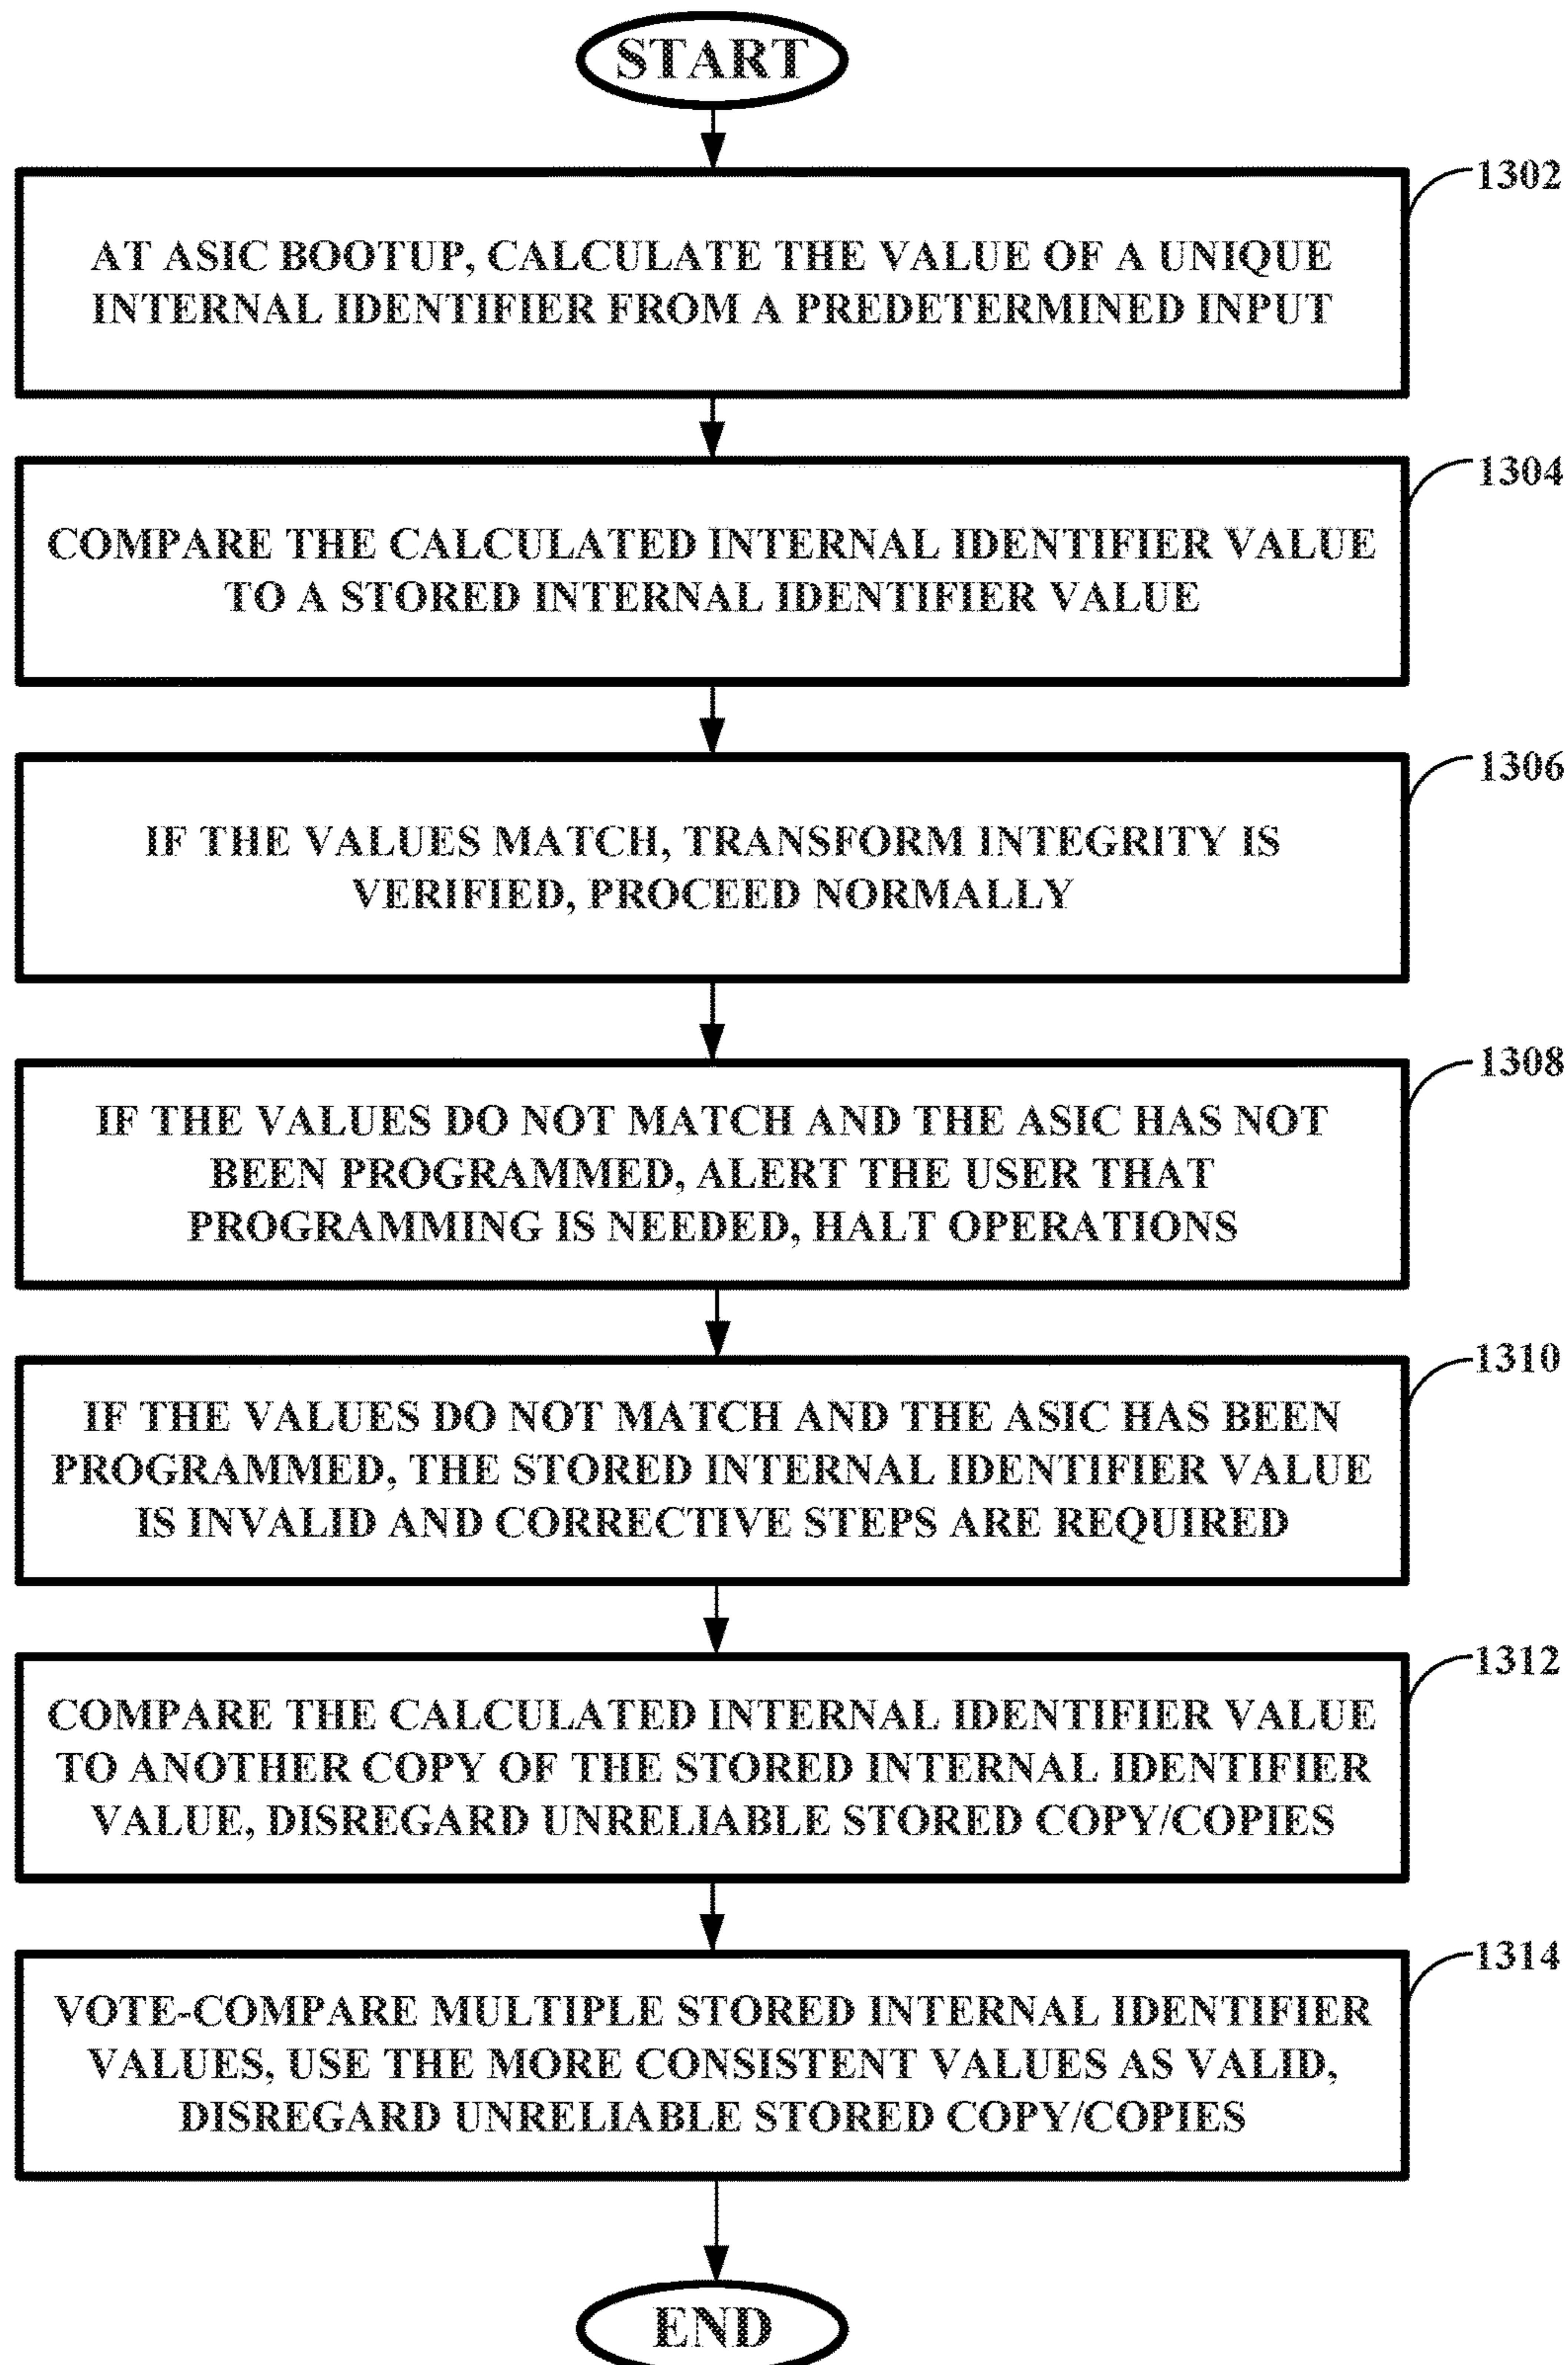 START
1302
AT ASIC BOOTUP, CALCULATE THE VALUE OF A UNIQUE
INTERNAL IDENTIFIER FROM A PREDETERMINED INPUT
1304
COMPARE THE CALCULATED INTERNAL IDENTIFIER VALUE
TO A STORED INTERNAL IDENTIFIER VALUE
1306
IF THE VALUES MATCH, TRANSFORM INTEGRITY IS
VERIFIED, PROCEED NORMALLY
1308
IF THE VALUES DO NOT MATCH AND THE ASIC HAS NOT
BEEN PROGRAMMED, ALERT THE USER THAT
PROGRAMMING IS NEEDED, HALT OPERATIONS
1310
IF THE VALUES DO NOT MATCH AND THE ASIC HAS BEEN
PROGRAMMED, THE STORED INTERNAL IDENTIFIER VALUE
IS INVALID AND CORRECTIVE STEPS ARE REQUIRED
1312
COMPARE THE CALCULATED INTERNAL IDENTIFIER VALUE
TO ANOTHER COPY OF THE STORED INTERNAL IDENTIFIER
VALUE, DISREGARD UNRELIABLE STORED COPY/COPIES
1314
VOTE-COMPARE MULTIPLE STORED INTERNAL IDENTIFIER
VALUES, USE THE MORE CONSISTENT VALUES AS VALID,
DISREGARD UNRELIABLE STORED COPY/COPIES
END